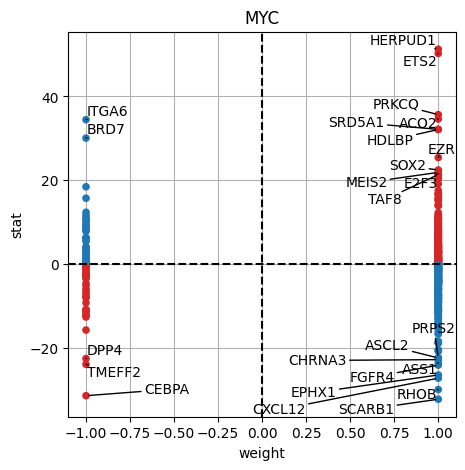 MYC
HERPUD1
ETS2
PRKCQ
SRD5A1
ACO2
HDLBP
EZR
SOX2
MEIS2
E2F3
TAF8
ITGA6
BRD7
PRPS2
ASCL2
CHRNA3
ASS1
FGFR4
EPHX1
RHOB
CXCL12
SCARB1
DPP4
TMEFF2
CEBPA
40
20
0
−20
stat
−1.00
−0.75
−0.50
−0.25
0.00
0.25
0.50
0.75
1.00
weight